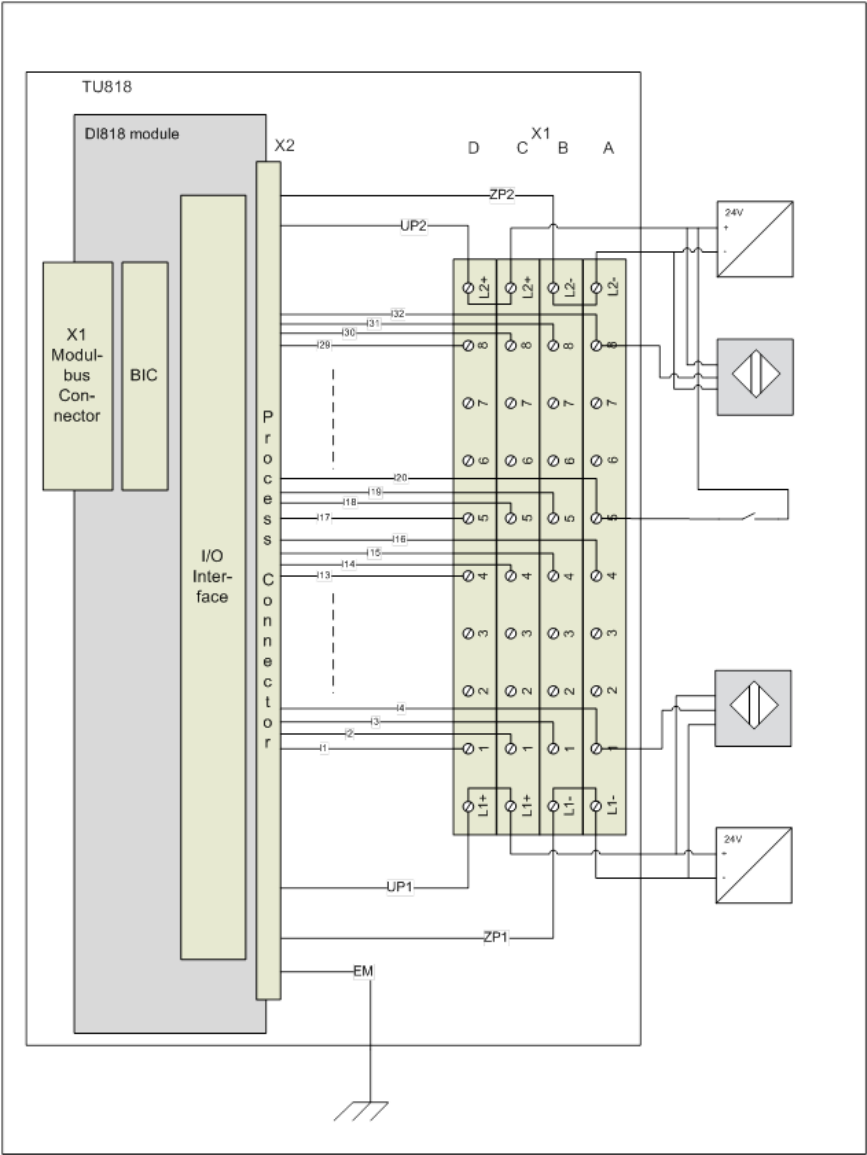 TU818
DI818 module
X2
X1
D C B A
ZP2
UP2
24V
+
-
L2+ L2+ L2- L2-
I32
I31
I30
I29
8 8 8 8
X1
Modul-
bus
Con-
nector
BIC
7 7 7 7
6 6 6 6
I20
I19
I18
I17
5 5 5 5
I16
I15
I14
I13
4 4 4 4
I/O
Inter-
face
Process Connector
3 3 3 3
2 2 2 2
I4
I3
I2
I1
1 1 1 1
L1+ L1+ L1- L1-
24V
+
-
UP1
ZP1
EM